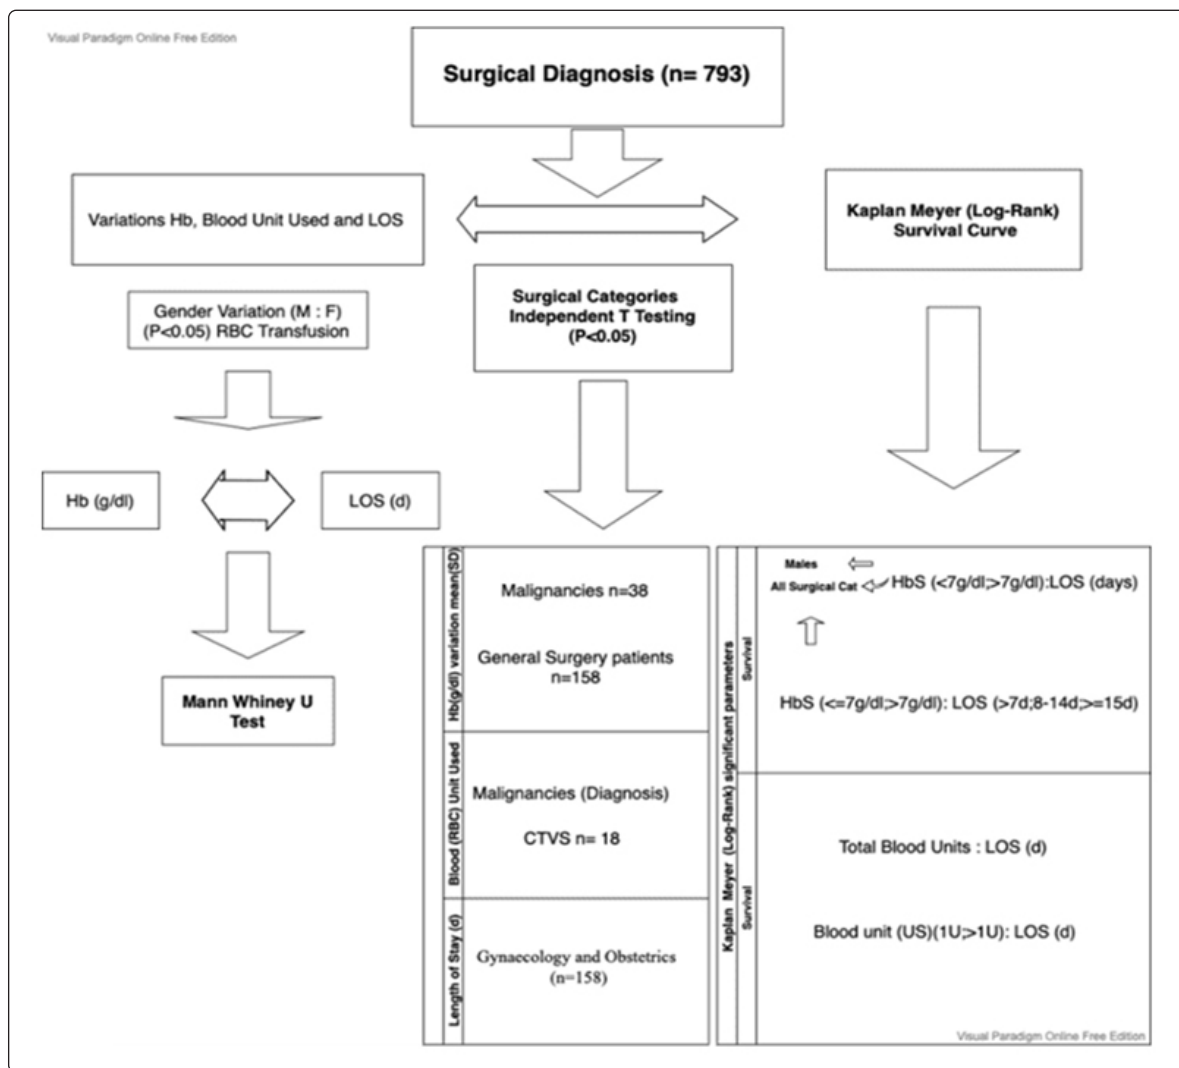 Visual Paradigm Online Free Edition
Surgical Diagnosis (n= 793)
Variations Hb, Blood Unit Used and LOS
Kaplan Meyer (Log-Rank)
Survival Curve
Gender Variation (M : F)
(P<0.05) RBC Transfusion
Surgical Categories
Independent T Testing
(P<0.05)
Hb (g/dl)
LOS (d)
Mann Whiney U
Test
Hb(g/dl) variation mean(SD)
Malignancies n=38
General Surgery patients
n=158
Blood (RBC) Unit Used
Malignancies (Diagnosis)
CTVS n= 18
Length of Stay (d)
Gynaecology and Obstetrics
(n=158)
Kaplan Meyer (Log-Rank) significant parameters
Survival
Males
All Surgical Cat
HbS (<7g/dl;>7g/dl):LOS (days)
HbS (<=7g/dl;>7g/dl): LOS (>7d;8-14d;>=15d)
Survival
Total Blood Units : LOS (d)
Blood unit (US)(1U;>1U): LOS (d)
Visual Paradigm Online Free Edition